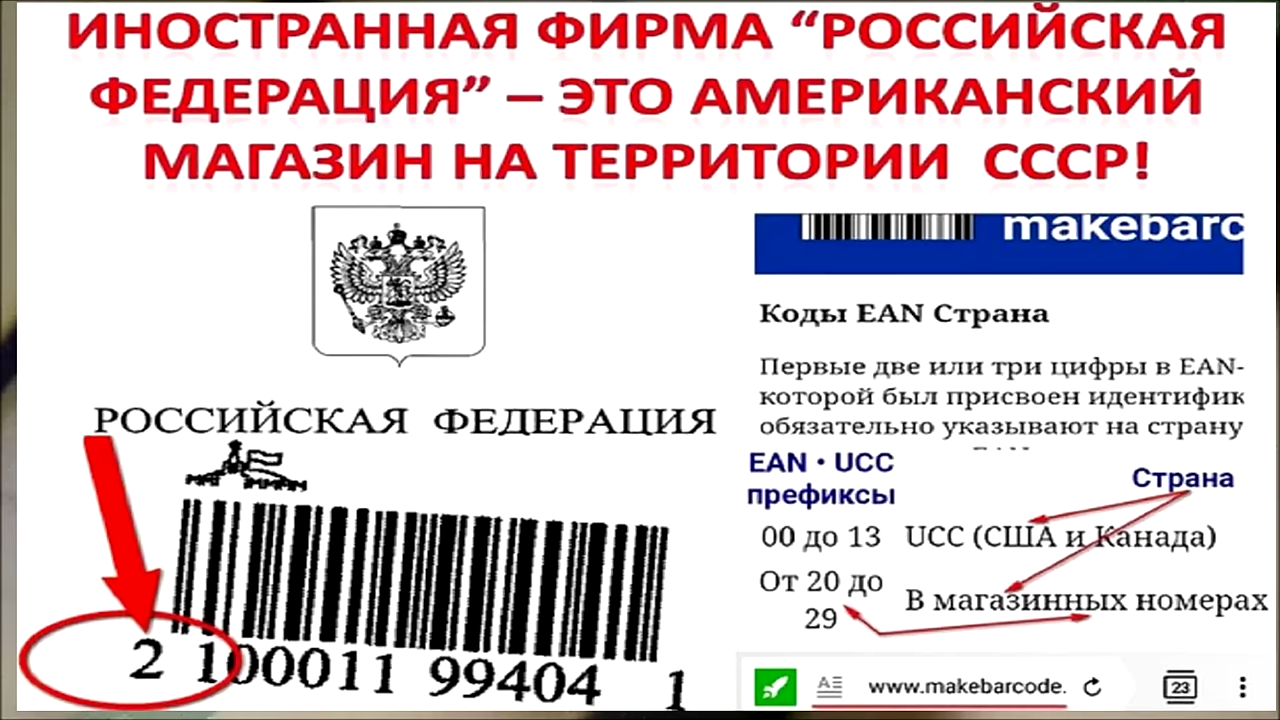 ИНОСТРАННАЯ ФИРМА “РОССИЙСКАЯ
ФЕДЕРАЦИЯ” – ЭТО АМЕРИКАНСКИЙ
МАГАЗИН НА ТЕРРИТОРИИ СССР!
РОССИЙСКАЯ ФЕДЕРАЦИЯ
2 100011 99404 1
makebarc
Коды EAN Страна
Первые две или три цифры в EAN-
которой был присвоен идентифик
обязательно указывают на страну
EAN • UCC
префиксы
Страна
00 до 13 UCC (США и Канада)
От 20 до
29
В магазинных номерах
www.makebarcode.
23